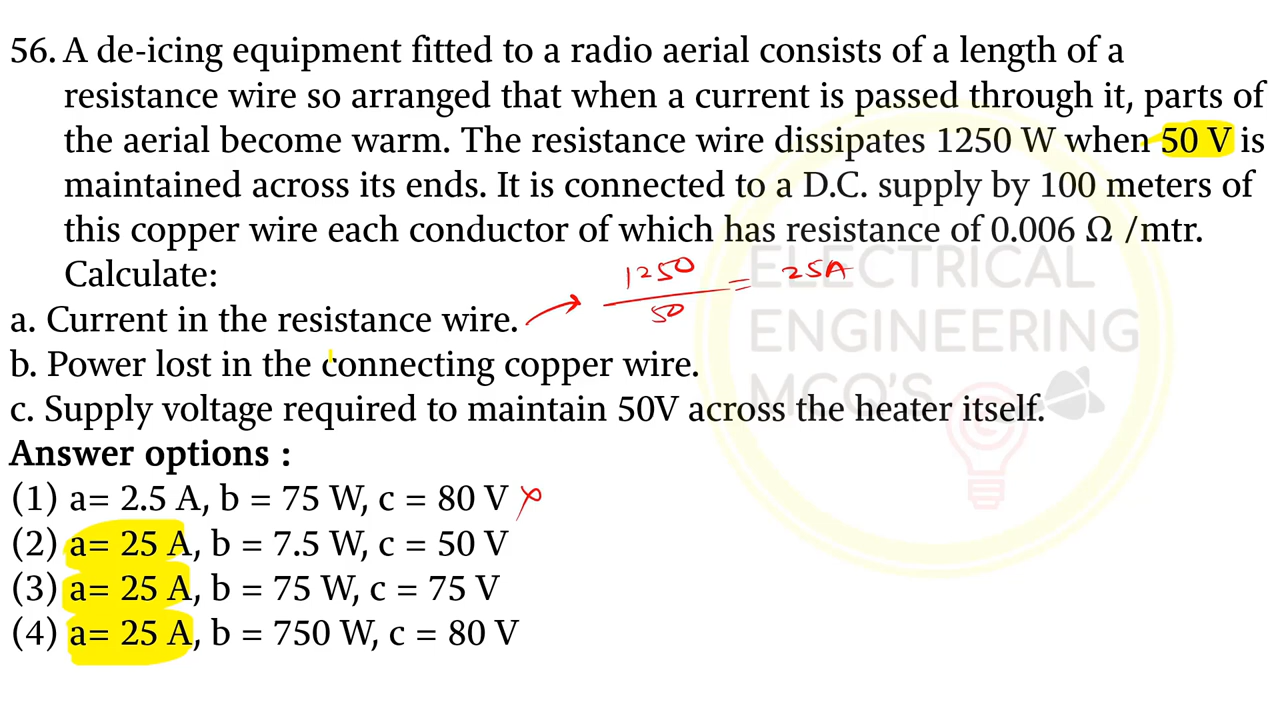 56. A de-icing equipment fitted to a radio aerial consists of a length of a
resistance wire so arranged that when a current is passed through it, parts of
the aerial become warm. The resistance wire dissipates 1250 W when 50 V is
maintained across its ends. It is connected to a D.C. supply by 100 meters of
this copper wire each conductor of which has resistance of 0.006 Ω /mtr.
Calculate:
1250
50
= 25A
a. Current in the resistance wire.
b. Power lost in the connecting copper wire.
c. Supply voltage required to maintain 50V across the heater itself.
Answer options :
(1) a= 2.5 A, b = 75 W, c = 80 V
(2) a= 25 A, b = 7.5 W, c = 50 V
(3) a= 25 A, b = 75 W, c = 75 V
(4) a= 25 A, b = 750 W, c = 80 V
ELECTRICAL
ENGINEERING
MCQ'S